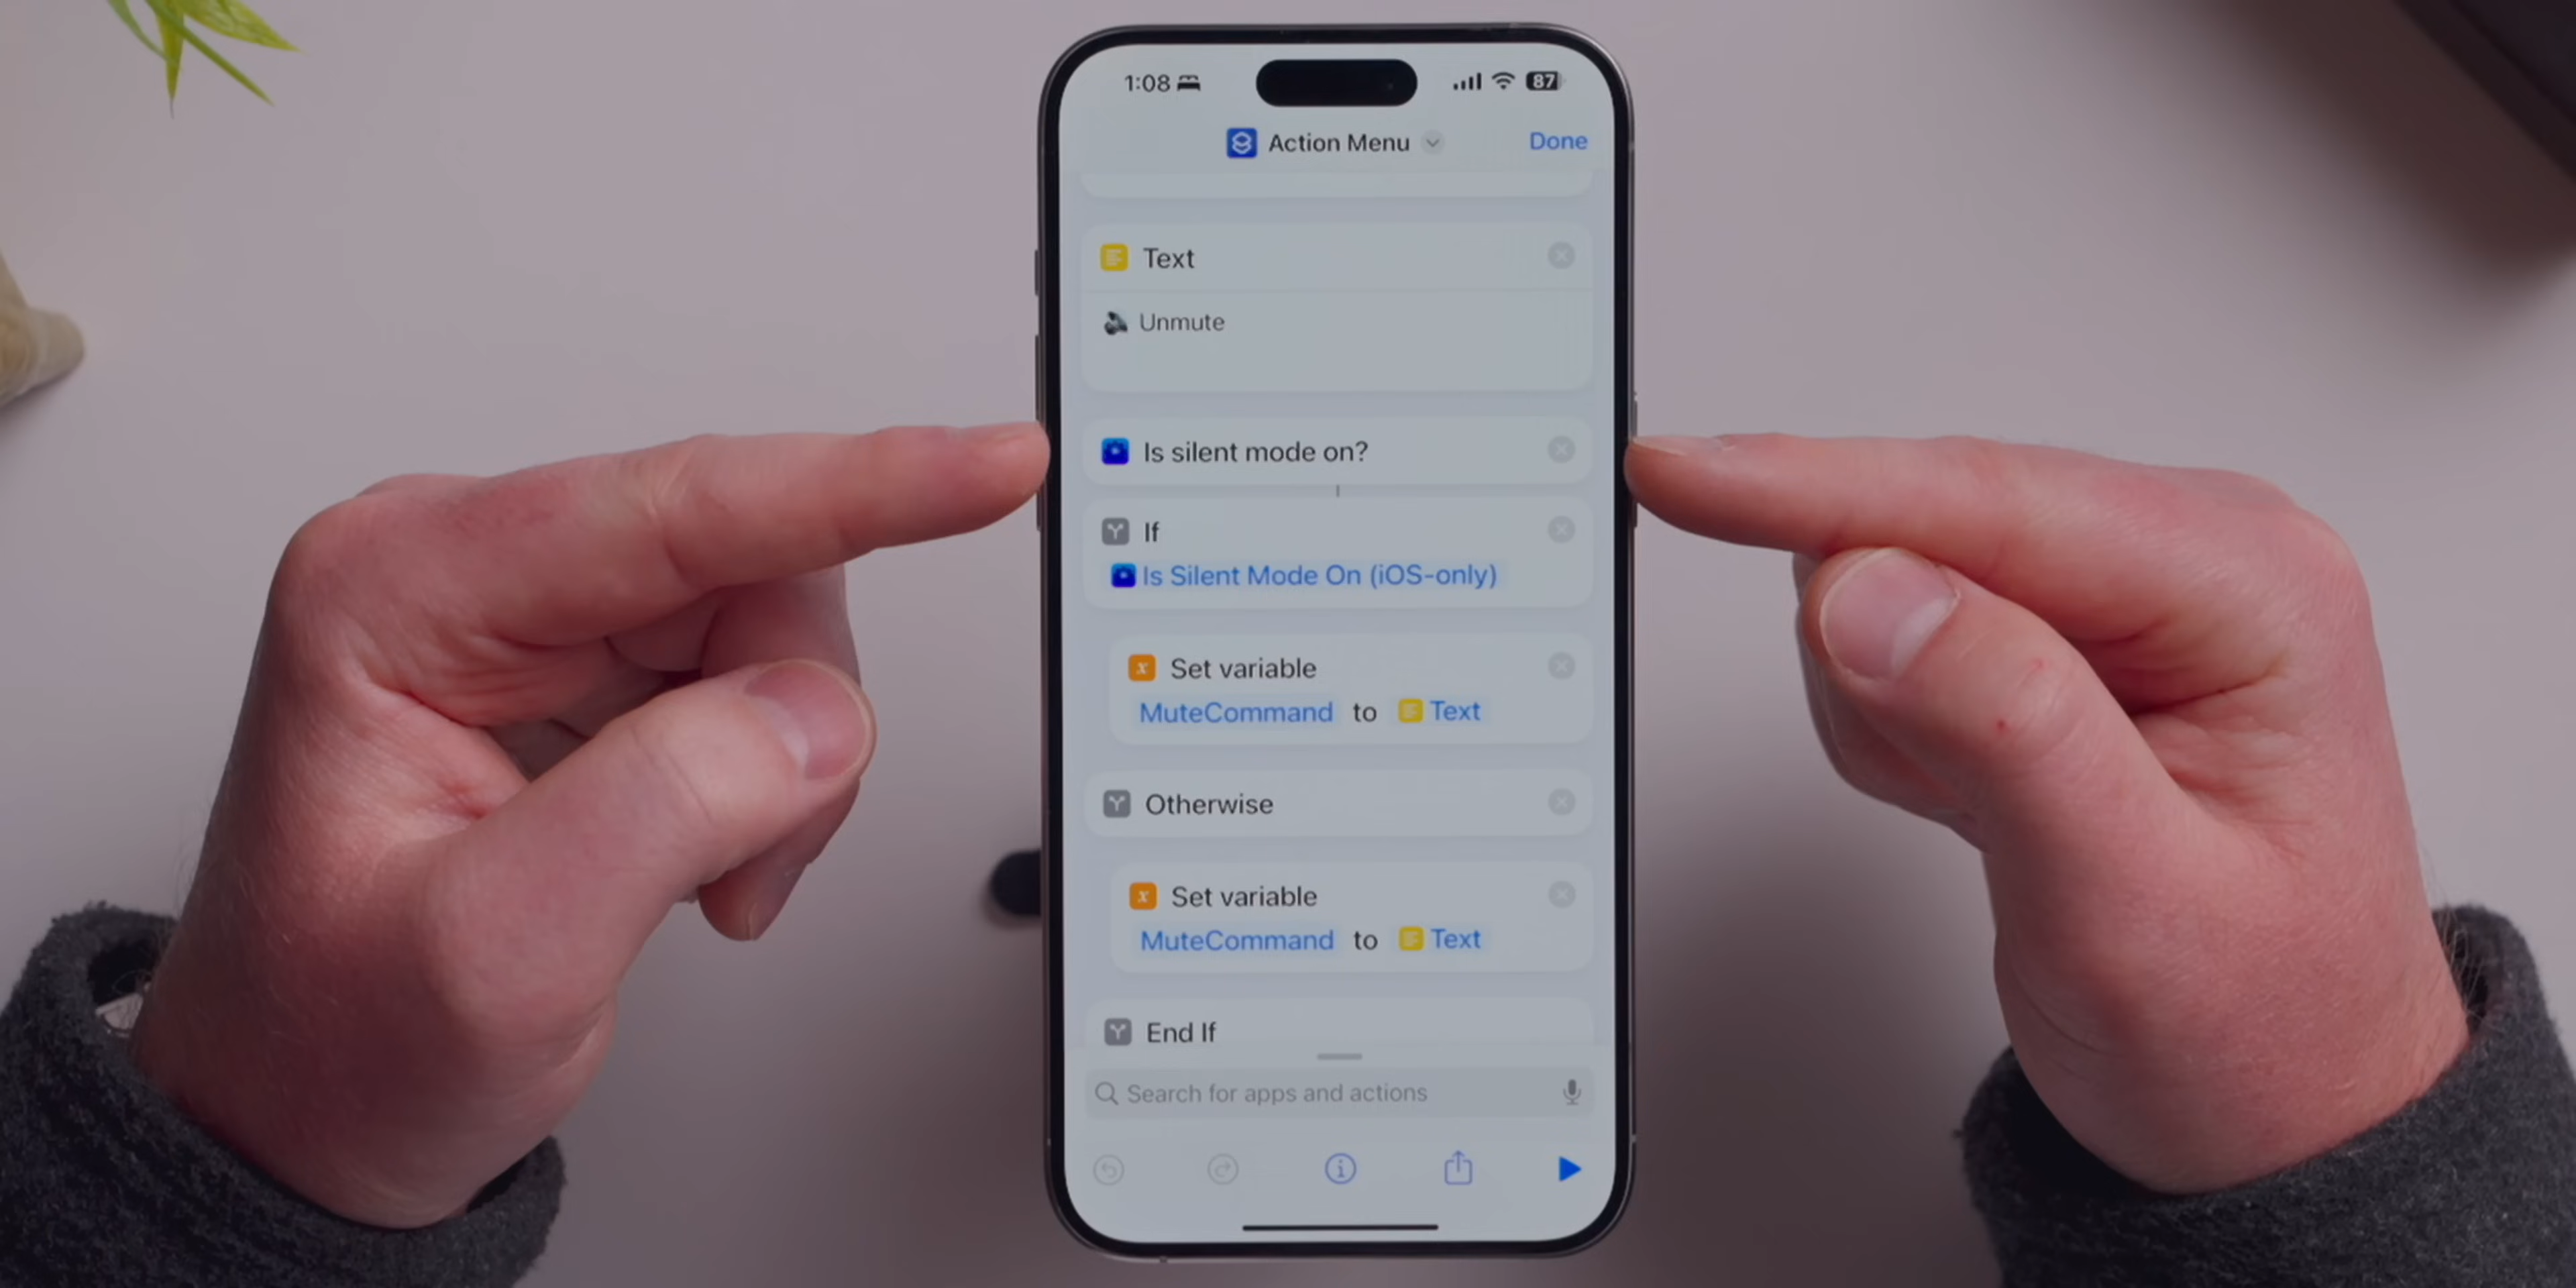 1:08
87
Action Menu
Done
Text
Unmute
Is silent mode on?
If
Is Silent Mode On (iOS-only)
Set variable
MuteCommand to Text
Otherwise
Set variable
MuteCommand to Text
End If
Search for apps and actions